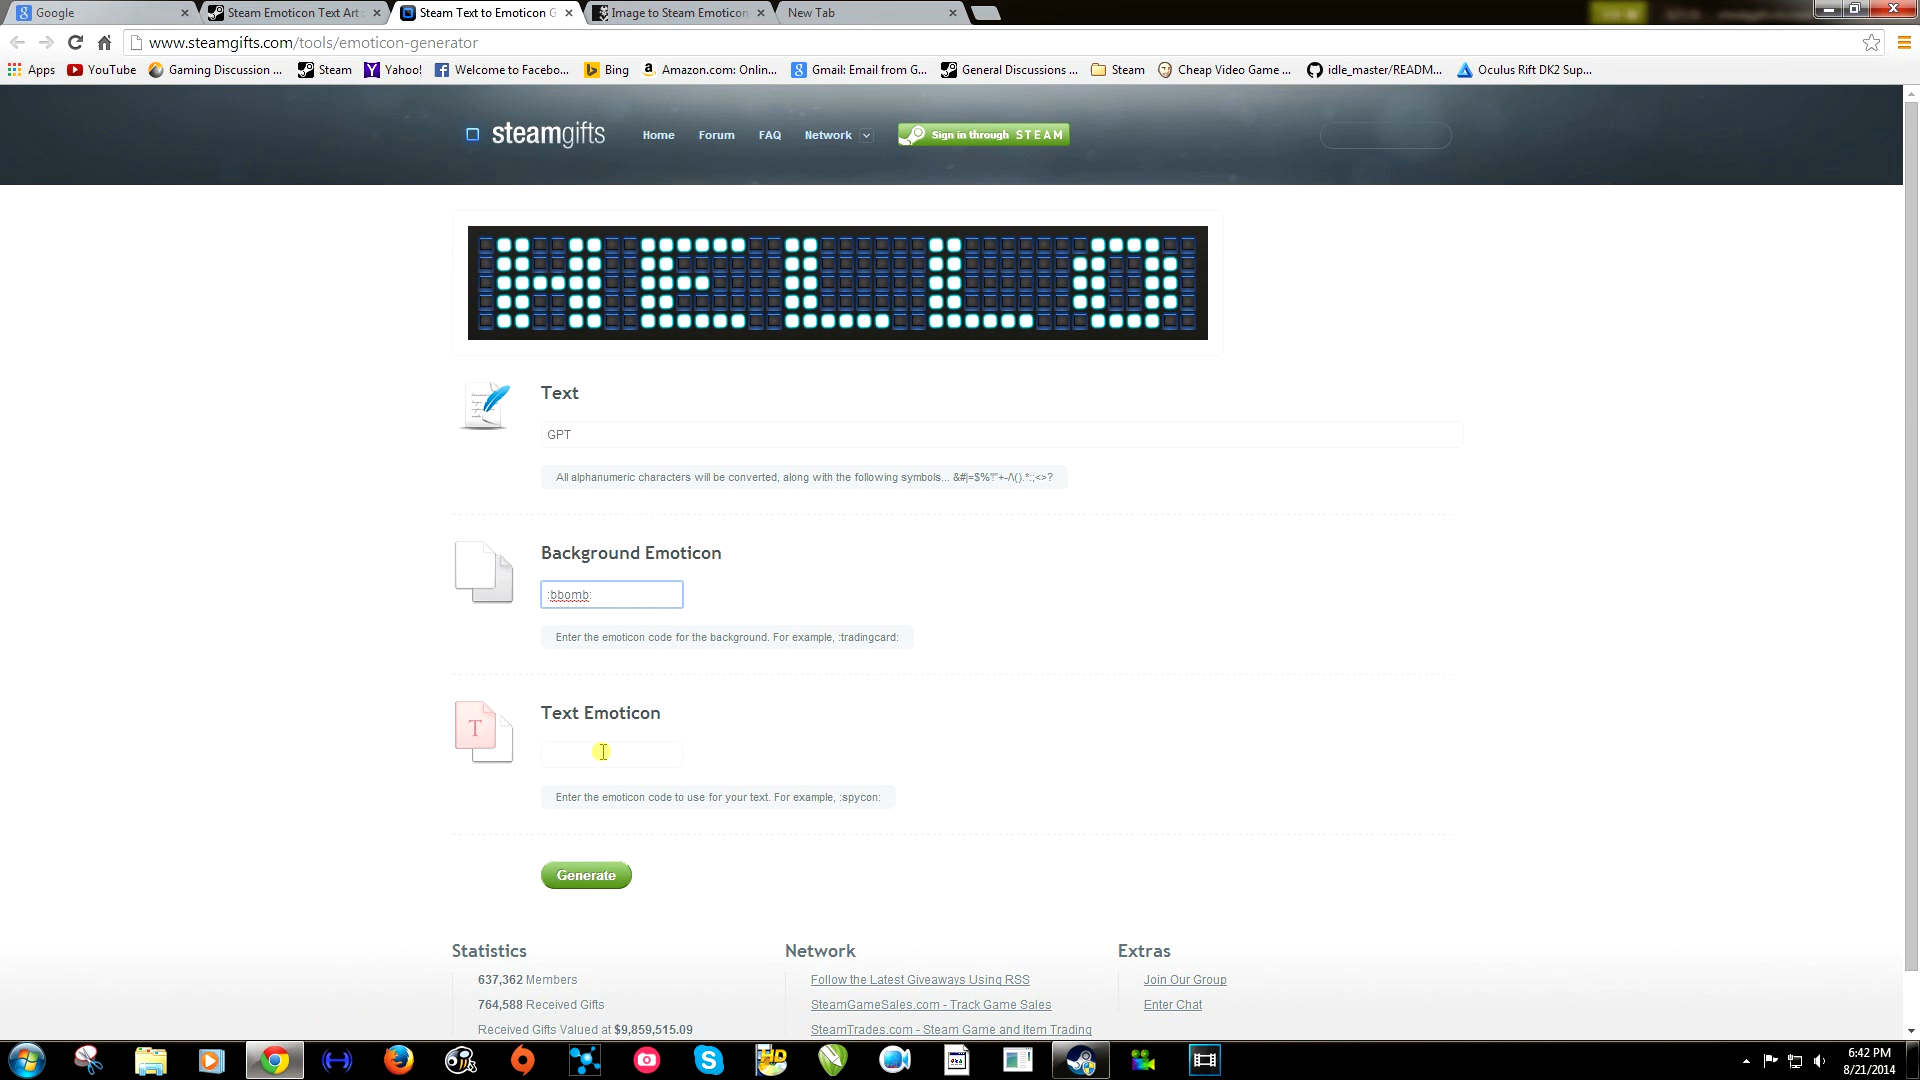 Google
Steam Emoticon Text Art
Steam Text to Emoticon G
Image to Steam Emoticon
New Tab
www.steamgifts.com/tools/emoticon-generator
Apps
YouTube
Gaming Discussion ...
Steam
Yahoo!
Welcome to Facebo...
Bing
Amazon.com: Onlin...
Gmail: Email from G...
General Discussions ...
Steam
Cheap Video Game ...
idle_master/READM...
Oculus Rift DK2 Sup...
steamgifts
Home
Forum
FAQ
Network
Sign in through STEAM
HELLO
Text
GPT
All alphanumeric characters will be converted, along with the following symbols... &#|=$%'!"+-/\().*:;<>?
Background Emoticon
:bbomb:
Enter the emoticon code for the background. For example, :tradingcard:
T
Text Emoticon
Enter the emoticon code to use for your text. For example, :spycon:
Generate
Statistics
637,362 Members
764,588 Received Gifts
Received Gifts Valued at $9,859,515.09
Network
Follow the Latest Giveaways Using RSS
SteamGameSales.com - Track Game Sales
SteamTrades.com - Steam Game and Item Trading
Extras
Join Our Group
Enter Chat
6:42 PM
8/21/2014